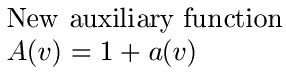 New auxiliary function
A(v) = 1 + a(v)